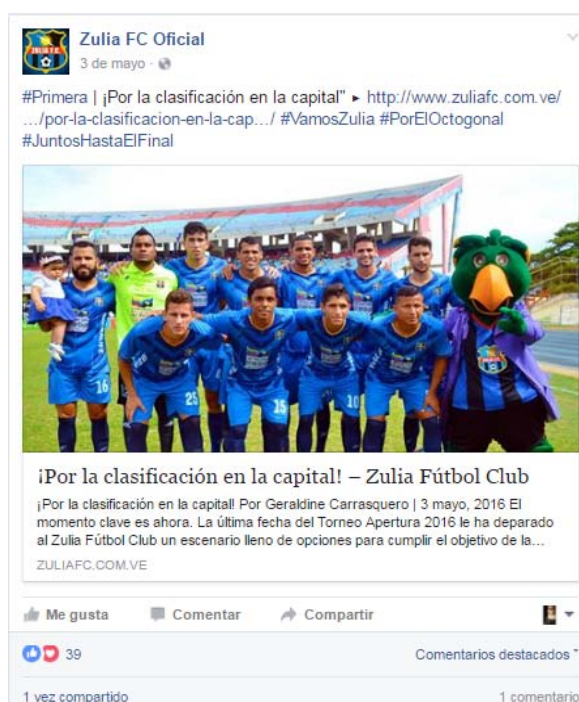 Zulia FC Oficial
3 de mayo ·
#Primera | ¡Por la clasificación en la capital" ► http://www.zuliafc.com.ve/
…/por-la-clasificacion-en-la-cap…/ #VamosZulia #PorElOctogonal
#JuntosHastaElFinal
16
25
15
10
¡Por la clasificación en la capital! – Zulia Fútbol Club
¡Por la clasificación en la capital! Por Geraldine Carrasquero | 3 mayo, 2016 El
momento clave es ahora. La última fecha del Torneo Apertura 2016 le ha deparado
al Zulia Fútbol Club un escenario lleno de opciones para cumplir el objetivo de la...
ZULIAFC.COM.VE
Me gusta Comentar Compartir
39 Comentarios destacados
1 vez compartido 1 comentario